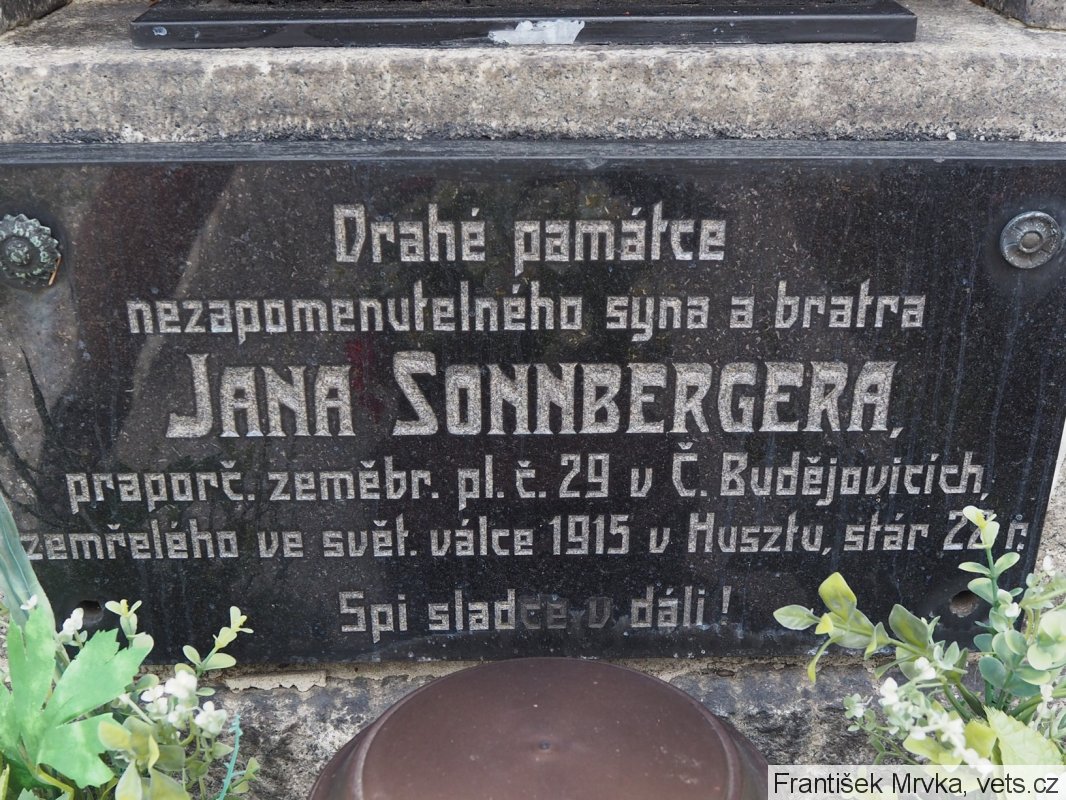 Drahé památce
nezapomenutelného syna a bratra
JANA SONNBERGERA,
praporč. zeměbr. pl. č. 29 v Č. Budějovicích,
zemřelého ve svět. válce 1915 v Husztu, stár r.
Spi sladce v dáli!
František Mrvka, vets.cz